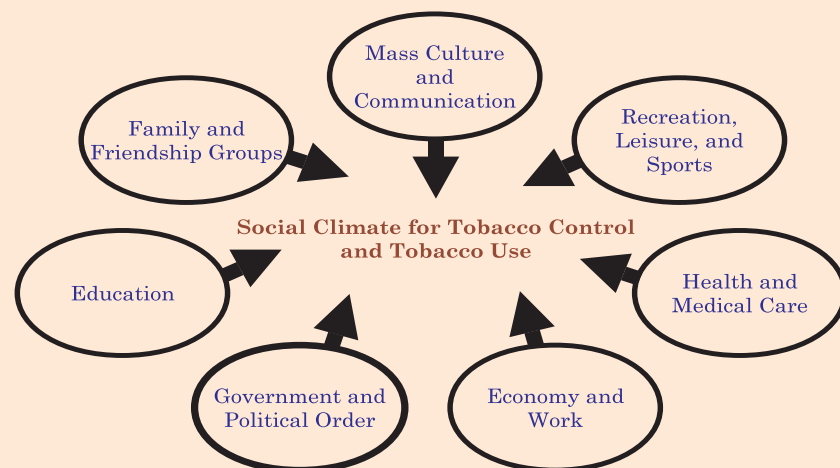 Mass Culture
and
Communication
Family and
Friendship Groups
Recreation,
Leisure, and
Sports
Social Climate for Tobacco Control
and Tobacco Use
Education
Health and
Medical Care
Government and
Political Order
Economy and
Work